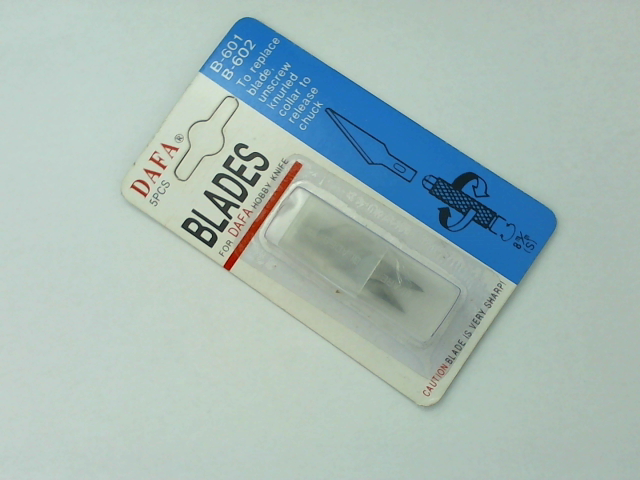 DAFA®
5PCS
B-601
B-602
To replace
blade,
unscrew
knurled
collar to
release
chuck
BLADES
FOR DAFA HOBBY KNIFE
CAUTION BLADE IS VERY SHARP!